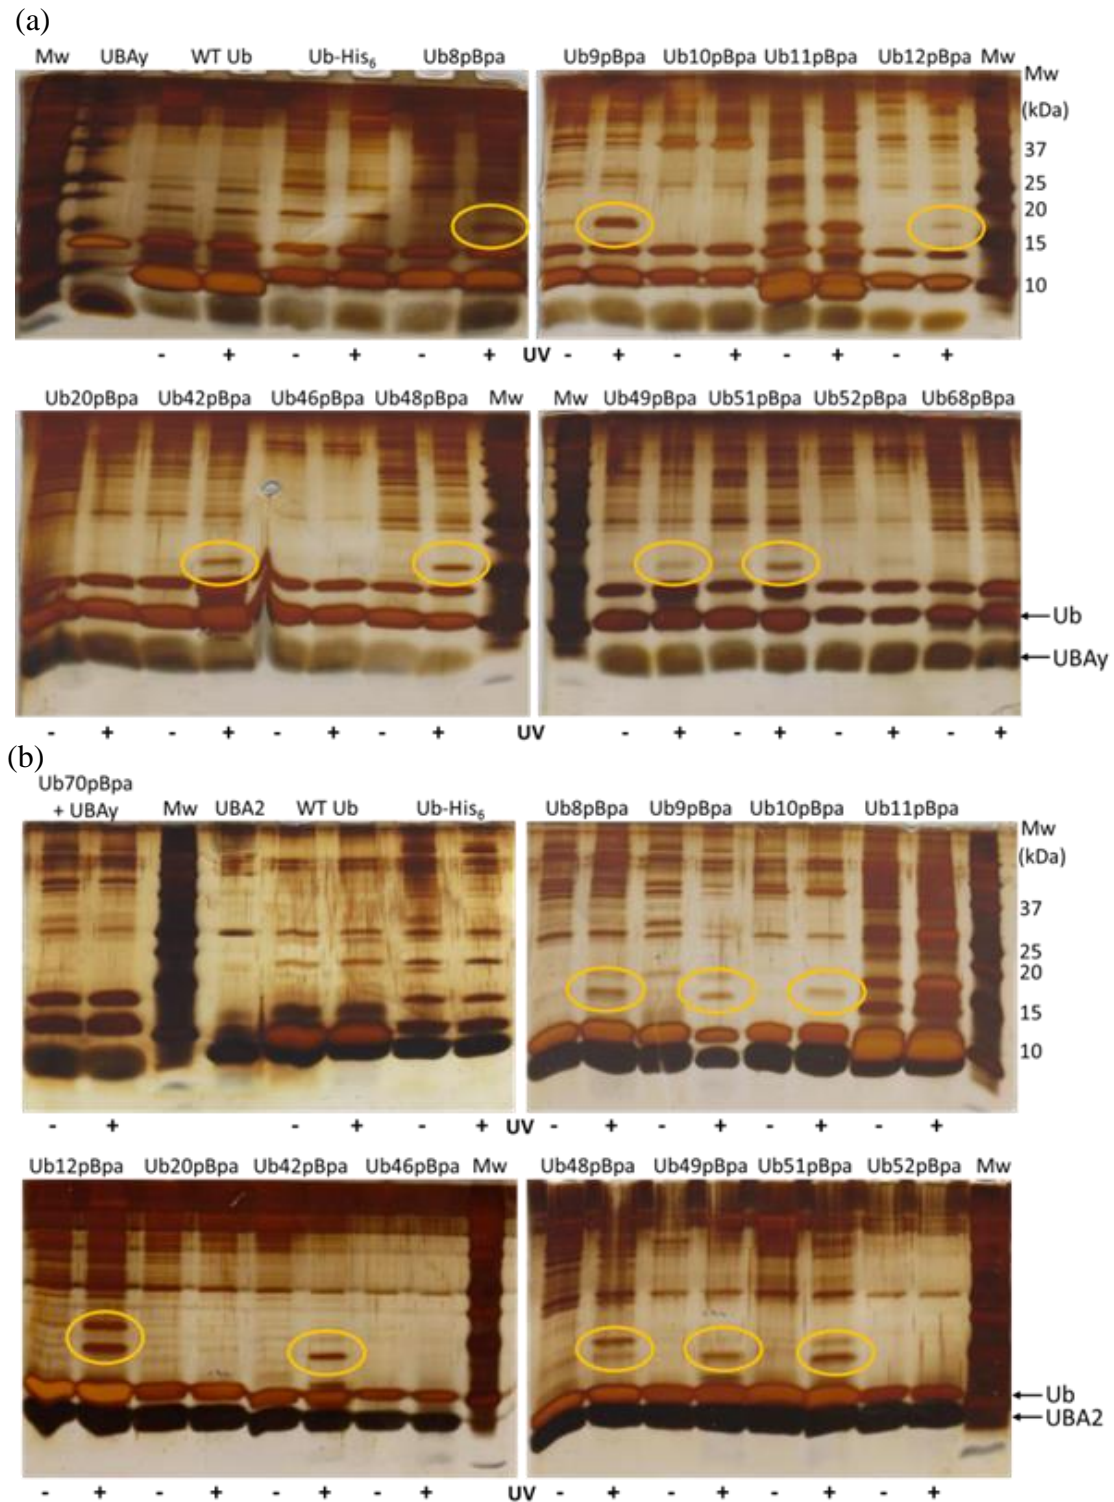 (a)
Mw UBAy WT Ub Ub-His6 Ub8pBpa Ub9pBpa Ub10pBpa Ub11pBpa Ub12pBpa Mw
Mw
(kDa)
37
25
20
15
10
- + - + - + UV - + - + - + - +
Ub20pBpa Ub42pBpa Ub46pBpa Ub48pBpa Mw Mw Ub49pBpa Ub51pBpa Ub52pBpa Ub68pBpa
Ub
UBAy
- + - + - + - + UV - + - + - + - +
(b)
Ub70pBpa
+ UBAy Mw UBA2 WT Ub Ub-His6 Ub8pBpa Ub9pBpa Ub10pBpa Ub11pBpa
Mw
(kDa)
37
25
20
15
10
- + - + - + UV - + - + - + - +
Ub12pBpa Ub20pBpa Ub42pBpa Ub46pBpa Mw Ub48pBpa Ub49pBpa Ub51pBpa Ub52pBpa Mw
Ub
UBA2
- + - + - + - + UV - + - + - + - +